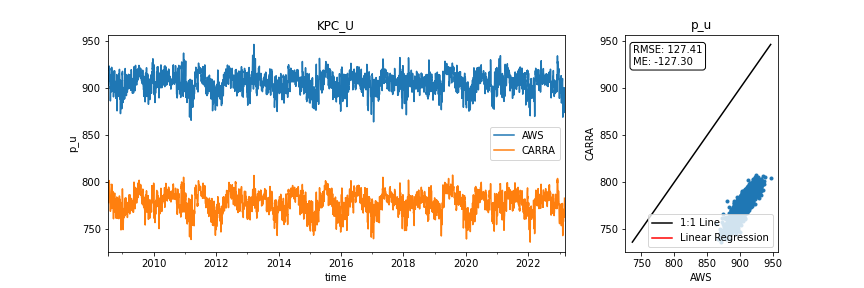 KPC_U
950
900
850
800
750
p_u
AWS
CARRA
2010
2012
2014
2016
2018
2020
2022
time
p_u
950
900
850
800
750
CARRA
RMSE: 127.41
ME: -127.30
1:1 Line
Linear Regression
750
800
850
900
950
AWS